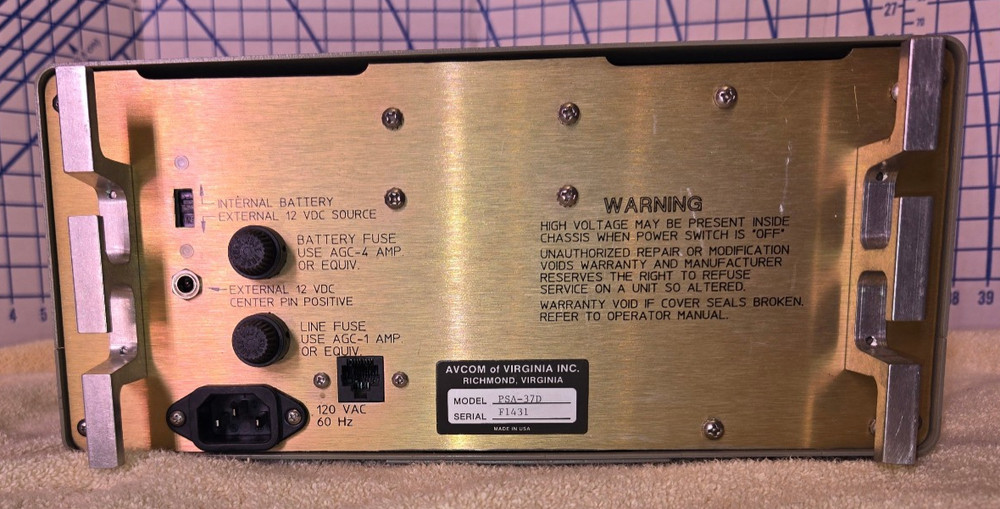 INTERNAL BATTERY
EXTERNAL 12 VDC SOURCE
BATTERY FUSE
USE AGC-4 AMP
OR EQUIV.
EXTERNAL 12 VDC
CENTER PIN POSITIVE
LINE FUSE
USE AGC-1 AMP
OR EQUIV.
120 VAC
60 Hz
WARNING
HIGH VOLTAGE MAY BE PRESENT INSIDE
CHASSIS WHEN POWER SWITCH IS "OFF"
UNAUTHORIZED REPAIR OR MODIFICATION
VOIDS WARRANTY AND MANUFACTURER
RESERVES THE RIGHT TO REFUSE
SERVICE ON A UNIT SO ALTERED.
WARRANTY VOID IF COVER SEALS BROKEN.
REFER TO OPERATOR MANUAL.
AVCOM of VIRGINIA INC.
RICHMOND, VIRGINIA
MODEL PSA-37D
SERIAL F1431
MADE IN USA
27
4 5
39